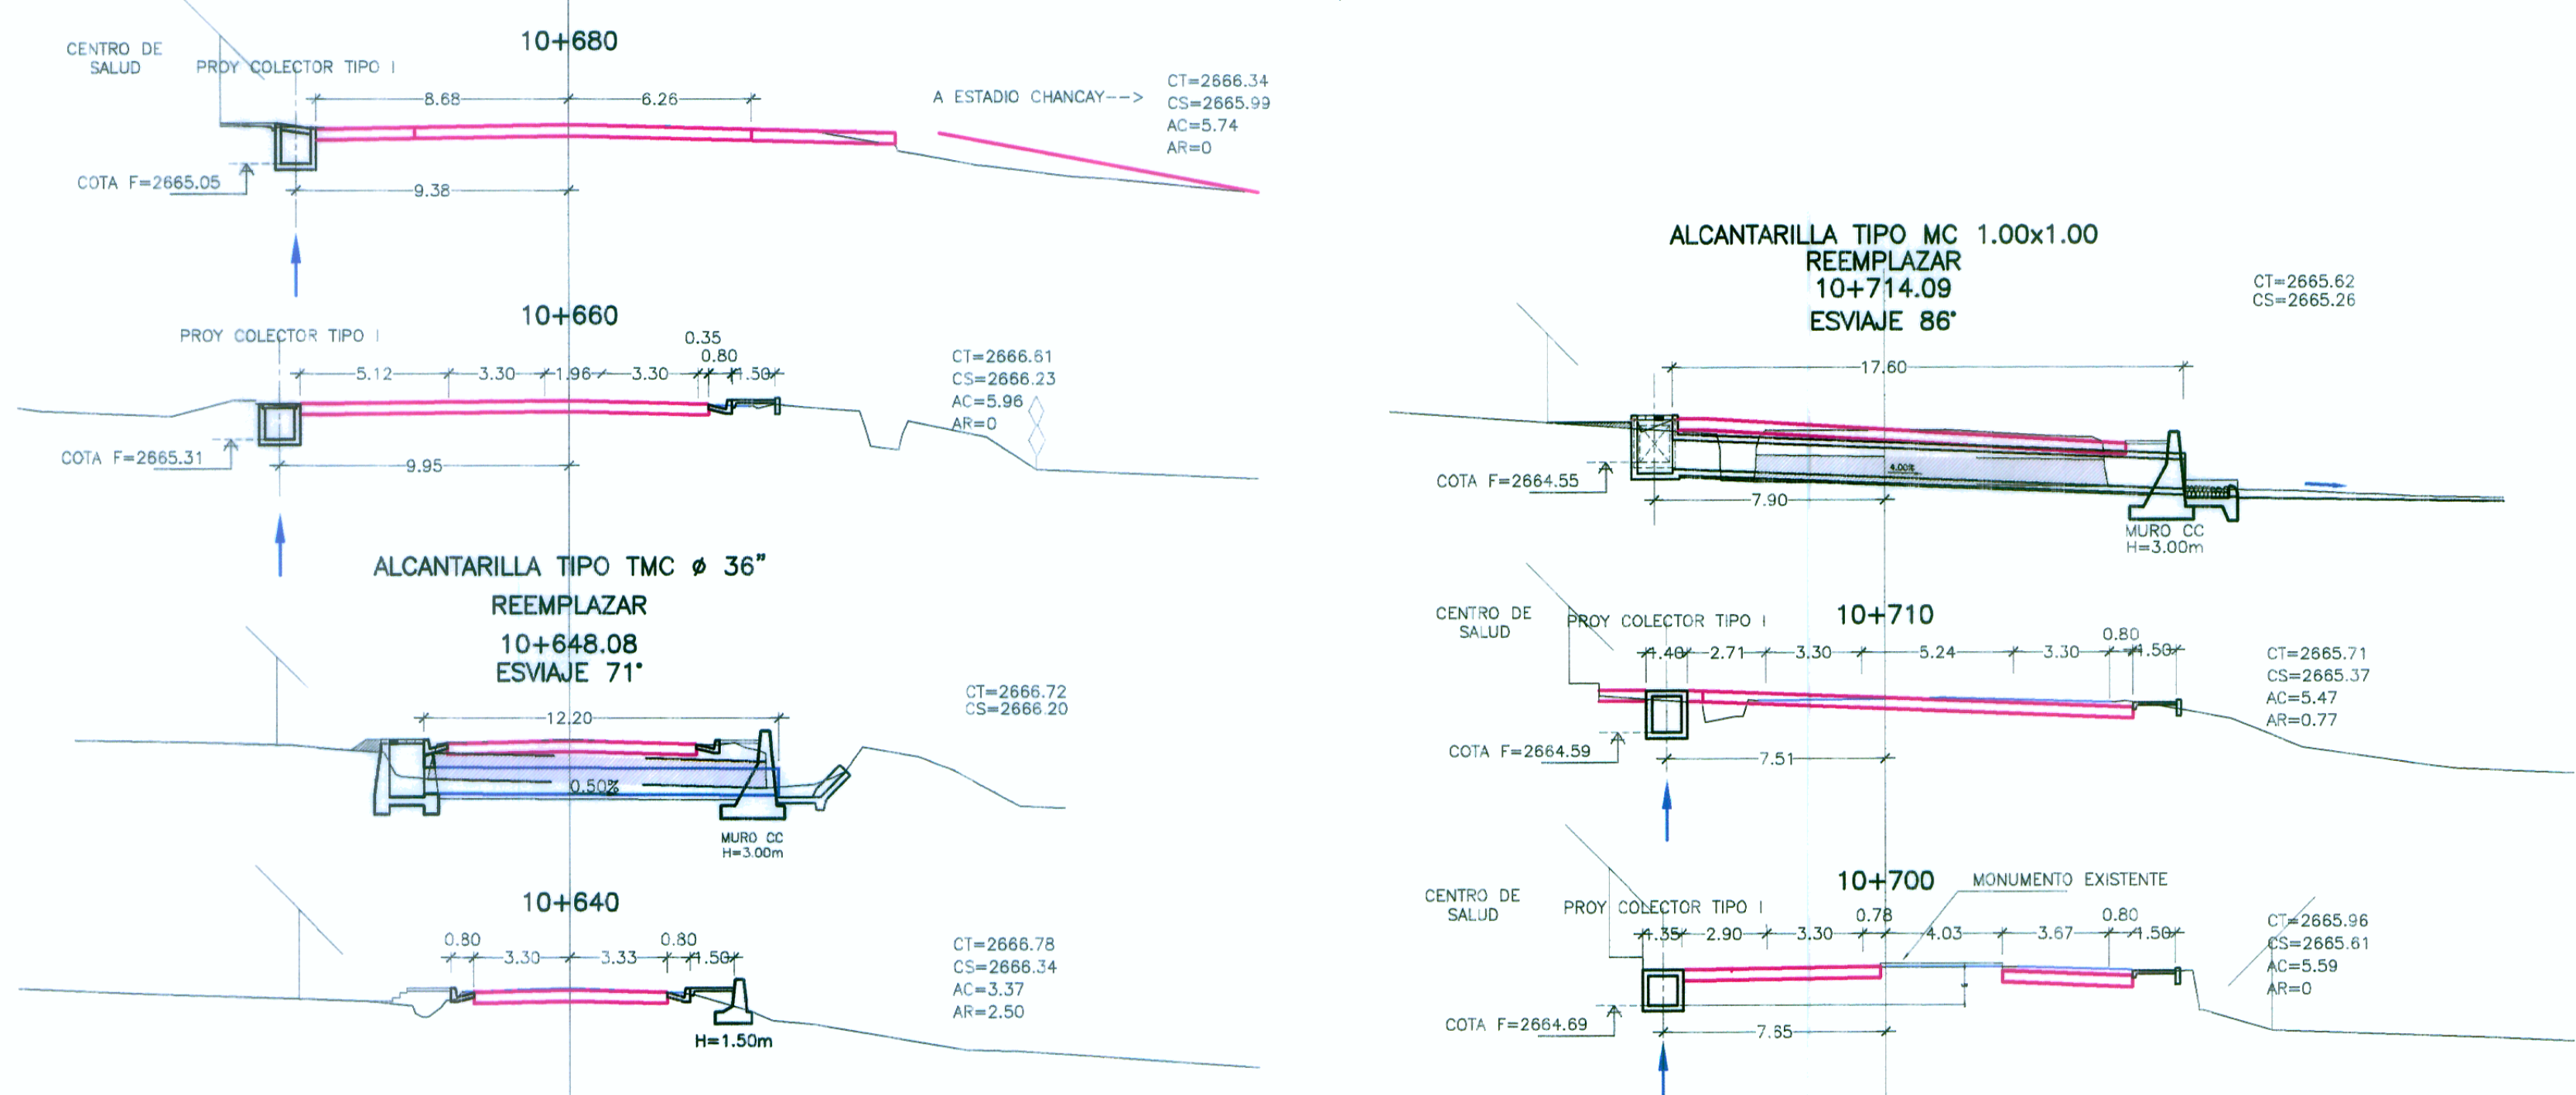 10+680
CENTRO DE
SALUD
PROY COLECTOR TIPO I
8.68
6.26
A ESTADIO CHANCAY-->
CT=2666.34
CS=2665.99
AC=5.74
AR=0
COTA F=2665.05
9.38
10+660
PROY COLECTOR TIPO I
0.35
0.80
5.12
3.30
1.96
3.30
1.50
CT=2666.61
CS=2666.23
AC=5.96
AR=0
COTA F=2665.31
9.95
ALCANTARILLA TIPO TMC ø 36"
REEMPLAZAR
10+648.08
ESVIAJE 71°
CT=2666.72
CS=2666.20
12.20
0.50%
MURO CC
H=3.00m
10+640
0.80
0.80
3.30
3.33
1.50
CT=2666.78
CS=2666.34
AC=3.37
AR=2.50
H=1.50m
ALCANTARILLA TIPO MC 1.00x1.00
REEMPLAZAR
10+714.09
ESVIAJE 86°
CT=2665.62
CS=2665.26
17.60
4.00%
COTA F=2664.55
7.90
MURO CC
H=3.00m
10+710
CENTRO DE
SALUD
PROY COLECTOR TIPO I
0.80
1.40
2.71
3.30
5.24
3.30
1.50
CT=2665.71
CS=2665.37
AC=5.47
AR=0.77
COTA F=2664.59
7.51
10+700
MONUMENTO EXISTENTE
CENTRO DE
SALUD
PROY COLECTOR TIPO I
0.78
0.80
1.35
2.90
3.30
4.03
3.67
1.50
CT=2665.96
CS=2665.61
AC=5.59
AR=0
COTA F=2664.69
7.65